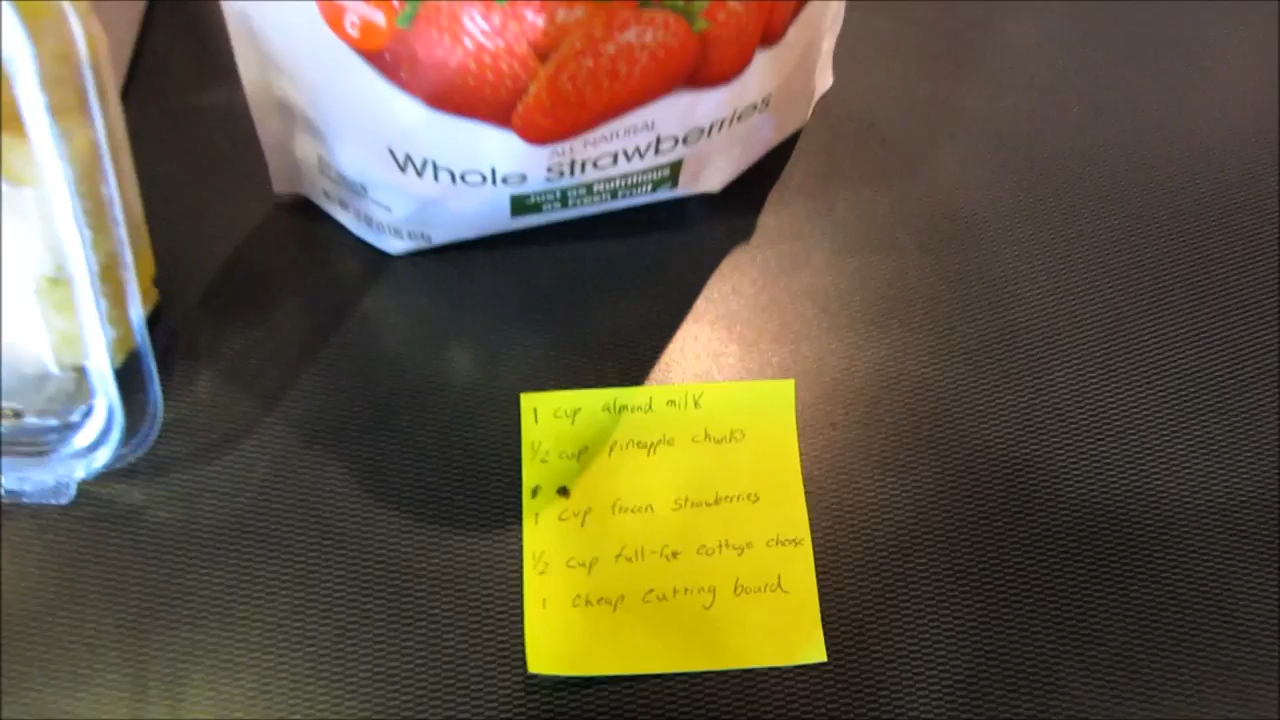 ALL NATURAL
Whole Strawberries
Just as Nutritious
as Fresh Fruit
1 cup almond milk
1/2 cup pineapple chunks
1 cup frozen strawberries
1/2 cup full-fat cottage cheese
1 cheap cutting board